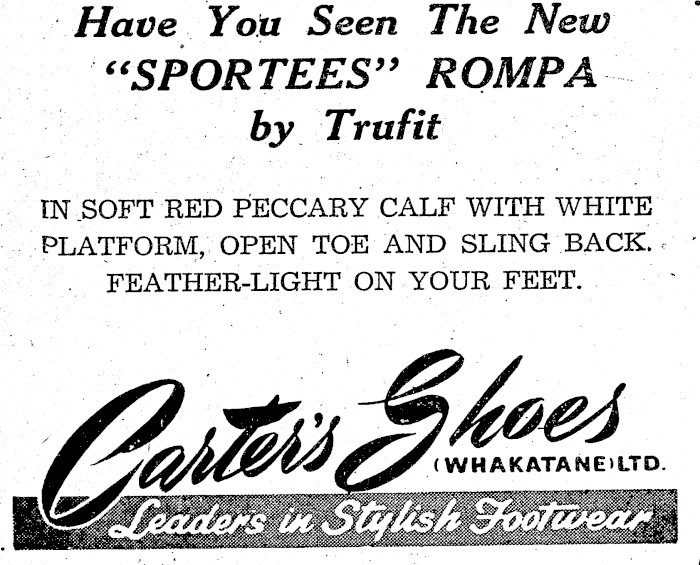 Have You Seen The New
“SPORTEES” ROMPA
by Trufit
IN SOFT RED PECCARY CALF WITH WHITE
PLATFORM, OPEN TOE AND SLING BACK.
FEATHER-LIGHT ON YOUR FEET.
Carter's Shoes
(WHAKATANE) LTD.
Leaders in Stylish Footwear